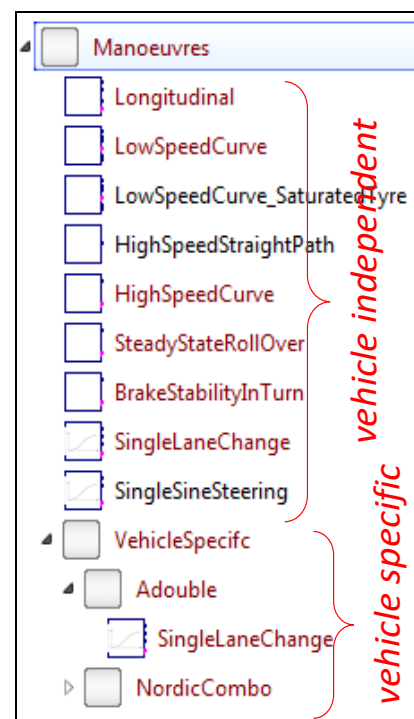 Manoeuvres
Longitudinal
LowSpeedCurve
LowSpeedCurve_SaturatedTyre
HighSpeedStraightPath
HighSpeedCurve
SteadyStateRollOver
BrakeStabilityInTurn
SingleLaneChange
SingleSineSteering
vehicle independent
VehicleSpecifc
Adouble
SingleLaneChange
NordicCombo
vehicle specific